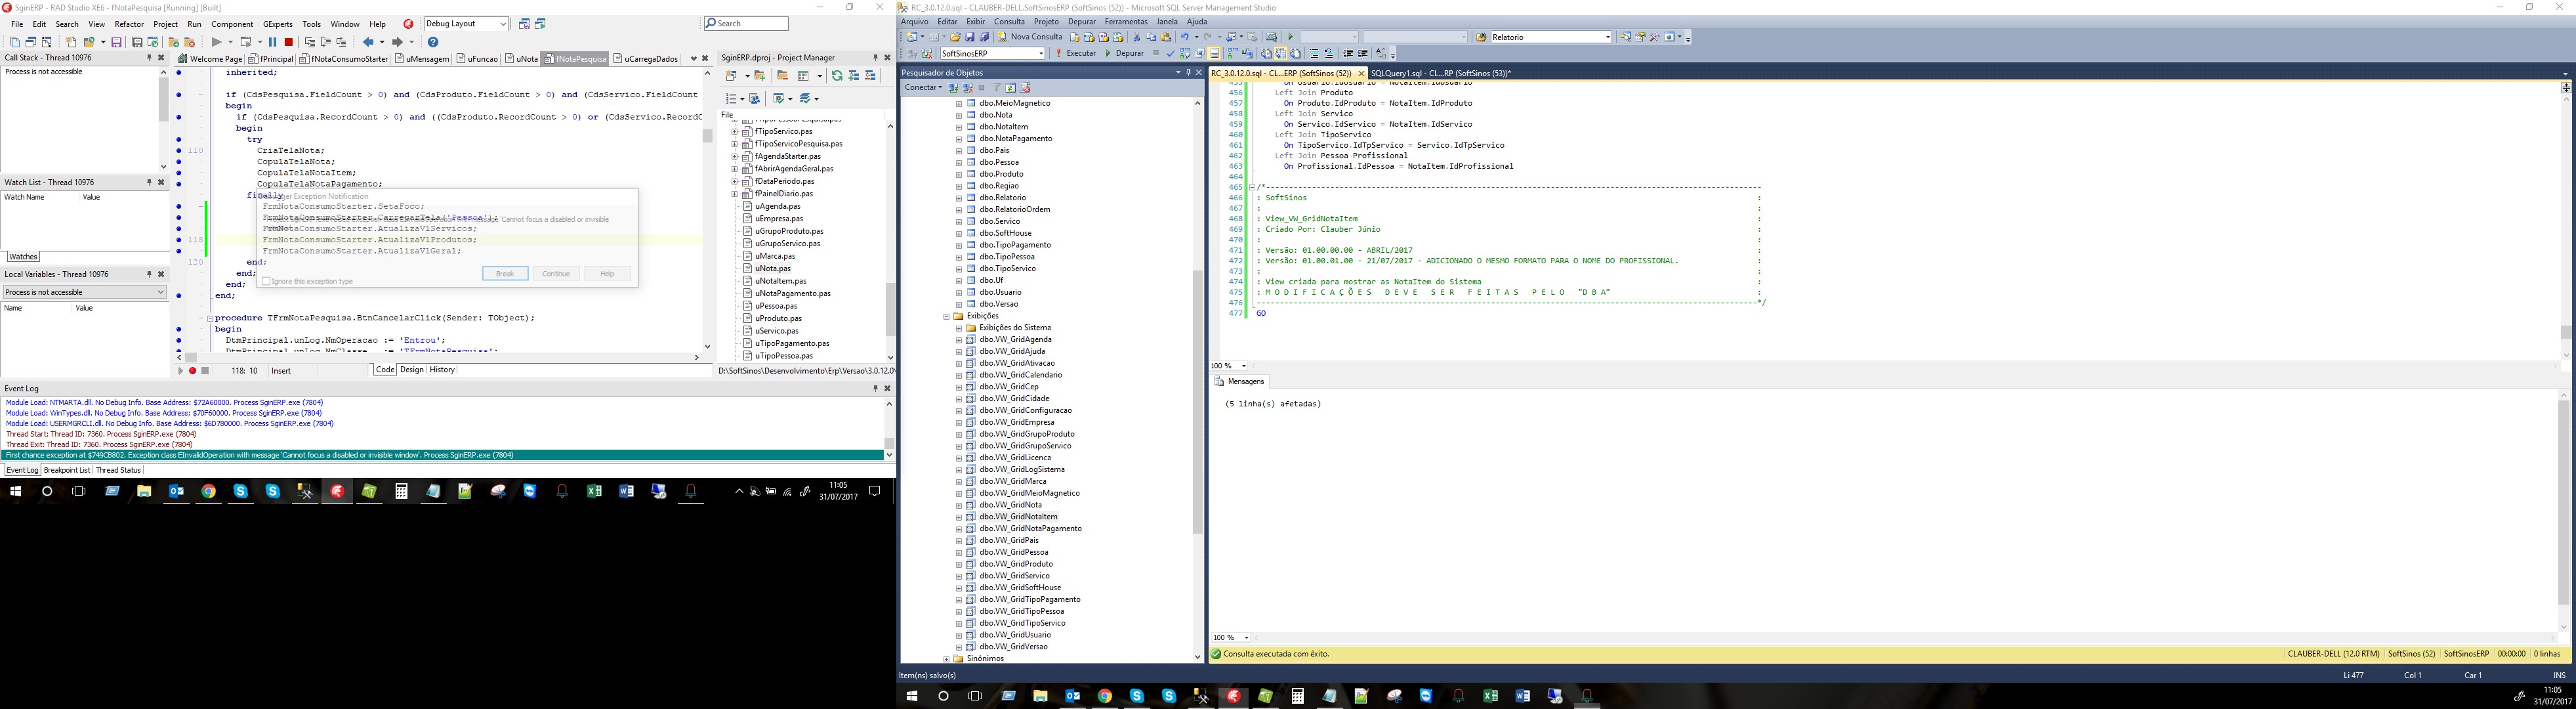 SginERP - RAD Studio XE6 - fNotaPesquisa [Running] [Built]
File Edit Search View Refactor Project Run Component GExperts Tools Window Help
Debug Layout
Search
Call Stack - Thread 10976
Process is not accessible
Watch List - Thread 10976
Watch Name Value
Watches
Local Variables - Thread 10976
Process is not accessible
Name Value
Welcome Page fPrincipal fNotaConsumoStarter uMensagem uFuncao uNota fNotaPesquisa uCarregaDados
inherited;
if (CdsPesquisa.FieldCount > 0) and (CdsProduto.FieldCount > 0) and (CdsServico.FieldCount
begin
if (CdsPesquisa.RecordCount > 0) and ((CdsProduto.RecordCount > 0) or (CdsServico.RecordC
begin
try
110 CriaTelaNota;
CopulaTelaNota;
CopulaTelaNotaItem;
CopulaTelaNotaPagamento;
finally
Exception Notification
FrmNotaConsumoStarter.SetaFoco;
message 'Cannot focus a disabled or invisible
FrmNotaConsumoStarter.AtualizaVlServicos;
118 FrmNotaConsumoStarter.AtualizaVlProdutos;
FrmNotaConsumoStarter.AtualizaVlGeral;
120 end;
end;
end;
end;
Break Continue Help
Ignore this exception type
procedure TFrmNotaPesquisa.BtnCancelarClick(Sender: TObject);
begin
DtmPrincipal.unLog.NmOperacao := 'Entrou';
DtmPrincipal.unLog.NmClasse := 'TFrmNotaPesquisa';
118: 10 Insert
Code Design History
SginERP.dproj - Project Manager
File
fTipoPessoaPesquisa.pas
fTipoServico.pas
fTipoServicoPesquisa.pas
fAgendaStarter.pas
fAbrirAgendaGeral.pas
fDataPeriodo.pas
fPainelDiario.pas
uAgenda.pas
uEmpresa.pas
uGrupoProduto.pas
uGrupoServico.pas
uMarca.pas
uNota.pas
uNotaItem.pas
uNotaPagamento.pas
uPessoa.pas
uProduto.pas
uServico.pas
uTipoPagamento.pas
uTipoPessoa.pas
D:\SoftSinos\Desenvolvimento\Erp\Versao\3.0.12.0\
Event Log
Module Load: NTMARTA.dll. No Debug Info. Base Address: $72A60000. Process SginERP.exe (7804)
Module Load: WinTypes.dll. No Debug Info. Base Address: $70F60000. Process SginERP.exe (7804)
Module Load: USERMGRCLI.dll. No Debug Info. Base Address: $6D780000. Process SginERP.exe (7804)
Thread Start: Thread ID: 7360. Process SginERP.exe (7804)
Thread Exit: Thread ID: 7360. Process SginERP.exe (7804)
First chance exception at $749CB802. Exception class EInvalidOperation with message 'Cannot focus a disabled or invisible window'. Process SginERP.exe (7804)
Event Log Breakpoint List Thread Status
11:05
31/07/2017
RC_3.0.12.0.sql - CLAUBER-DELL.SoftSinosERP (SoftSinos (52)) - Microsoft SQL Server Management Studio
Arquivo Editar Exibir Consulta Projeto Depurar Ferramentas Janela Ajuda
Nova Consulta
Relatorio
SoftSinosERP
Executar Depurar
Pesquisador de Objetos
Conectar
dbo.MeioMagnetico
dbo.Nota
dbo.NotaItem
dbo.NotaPagamento
dbo.Pais
dbo.Pessoa
dbo.Produto
dbo.Regiao
dbo.Relatorio
dbo.RelatorioOrdem
dbo.Servico
dbo.SoftHouse
dbo.TipoPagamento
dbo.TipoPessoa
dbo.TipoServico
dbo.Uf
dbo.Usuario
dbo.Versao
Exibições
Exibições do Sistema
dbo.VW_GridAgenda
dbo.VW_GridAjuda
dbo.VW_GridAtivacao
dbo.VW_GridCalendario
dbo.VW_GridCep
dbo.VW_GridCidade
dbo.VW_GridConfiguracao
dbo.VW_GridEmpresa
dbo.VW_GridGrupoProduto
dbo.VW_GridGrupoServico
dbo.VW_GridLicenca
dbo.VW_GridLogSistema
dbo.VW_GridMarca
dbo.VW_GridMeioMagnetico
dbo.VW_GridNota
dbo.VW_GridNotaItem
dbo.VW_GridNotaPagamento
dbo.VW_GridPais
dbo.VW_GridPessoa
dbo.VW_GridProduto
dbo.VW_GridServico
dbo.VW_GridSoftHouse
dbo.VW_GridTipoPagamento
dbo.VW_GridTipoPessoa
dbo.VW_GridTipoServico
dbo.VW_GridUsuario
dbo.VW_GridVersao
Sinônimos
RC_3.0.12.0.sql - CL...ERP (SoftSinos (52)) SQLQuery1.sql - CL...RP (SoftSinos (53))*
455 On Usuario.IdUsuario = NotaItem.IdUsuario
456 Left Join Produto
457 On Produto.IdProduto = NotaItem.IdProduto
458 Left Join Servico
459 On Servico.IdServico = NotaItem.IdServico
460 Left Join TipoServico
461 On TipoServico.IdTpServico = Servico.IdTpServico
462 Left Join Pessoa Profissional
463 On Profissional.IdPessoa = NotaItem.IdProfissional
464
465 /*-----
466 : SoftSinos :
467 : :
468 : View_VW_GridNotaItem :
469 : Criado Por: Clauber Júnio :
470 : :
471 : Versão: 01.00.00.00 - ABRIL/2017 :
472 : Versão: 01.00.01.00 - 21/07/2017 - ADICIONADO O MESMO FORMATO PARA O NOME DO PROFISSIONAL. :
473 : :
474 : View criada para mostrar as NotaItem do Sistema :
475 : M O D I F I C A Ç Õ E S D E V E S E R F E I T A S P E L O "D B A" :
476 -----*/
477 GO
100 %
Mensagens
(5 linha(s) afetadas)
100 %
Consulta executada com êxito.
CLAUBER-DELL (12.0 RTM) SoftSinos (52) SoftSinosERP 00:00:00 0 linhas
Item(ns) salvo(s)
Li 477 Col 1 Car 1 INS
11:05
31/07/2017